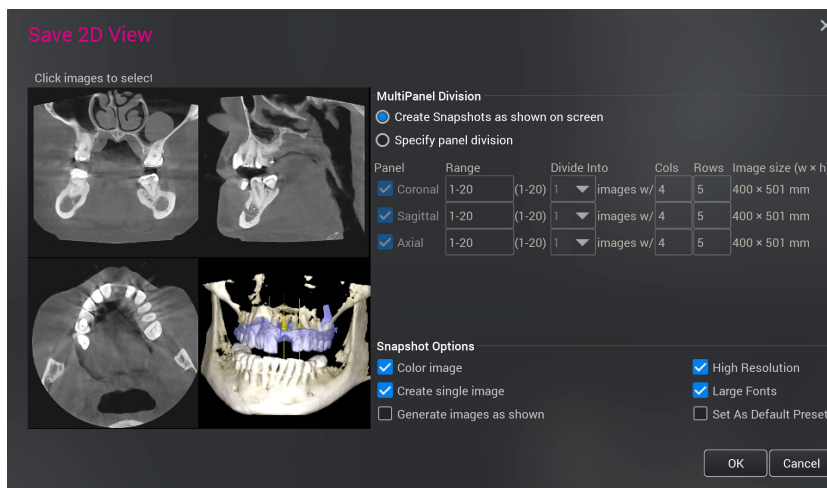 Save 2D View
Click images to select
MultiPanel Division
Create Snapshots as shown on screen
Specify panel division
Panel Range Divide Into Cols Rows Image size (w × h
Coronal 1-20 (1-20) 1 images w/ 4 5 400 × 501 mm
Sagittal 1-20 (1-20) 1 images w/ 4 5 400 × 501 mm
Axial 1-20 (1-20) 1 images w/ 4 5 400 × 501 mm
Snapshot Options
Color image High Resolution
Create single image Large Fonts
Generate images as shown Set As Default Preset
OK Cancel